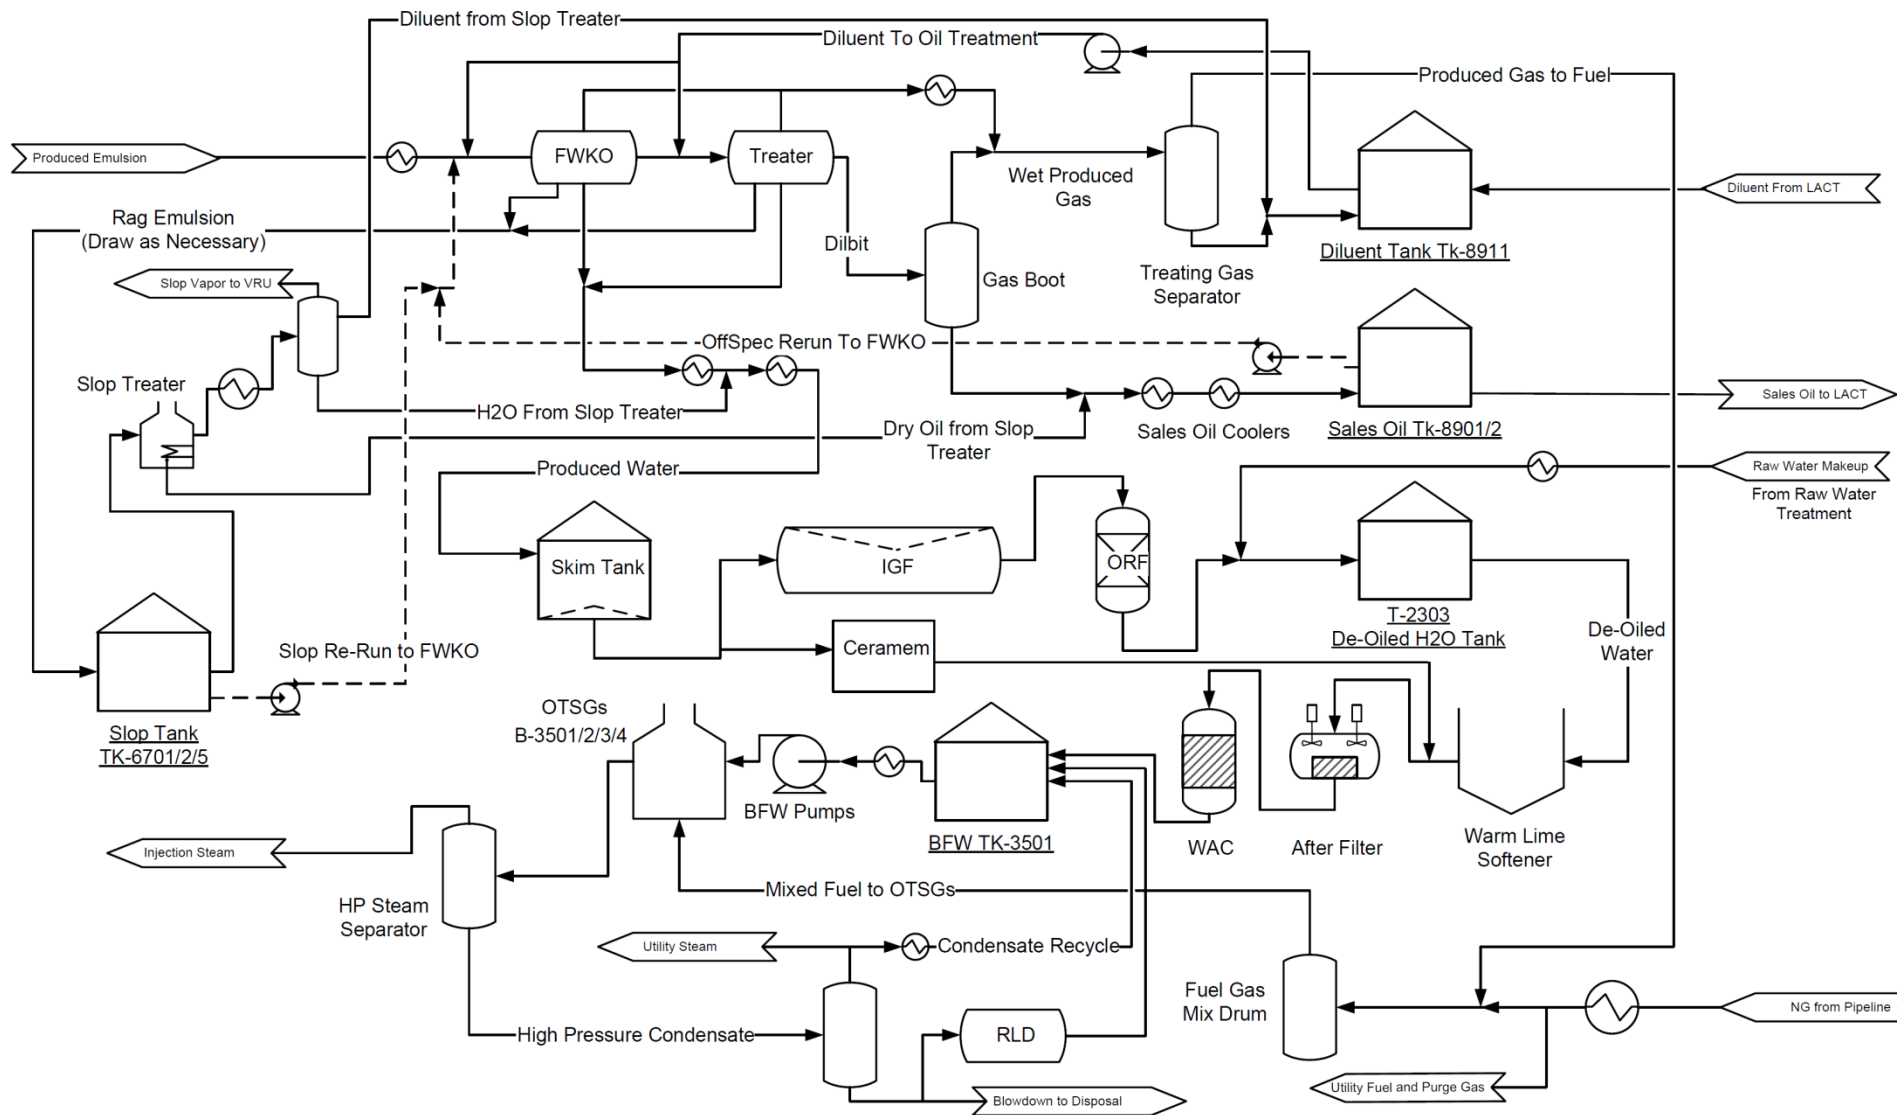 Diluent from Slop Treater
Diluent To Oil Treatment
Produced Gas to Fuel
Produced Emulsion
FWKO
Treater
Wet Produced
Gas
Diluent From LACT
Rag Emulsion
(Draw as Necessary)
Dilbit
Diluent Tank Tk-8911
Slop Vapor to VRU
Gas Boot
Treating Gas
Separator
OffSpec Rerun To FWKO
Slop Treater
H2O From Slop Treater
Dry Oil from Slop
Treater
Sales Oil Coolers
Sales Oil Tk-8901/2
Sales Oil to LACT
Produced Water
Raw Water Makeup
From Raw Water
Treatment
Skim Tank
IGF
ORF
T-2303
De-Oiled H2O Tank
De-Oiled
Water
Slop Re-Run to FWKO
Ceramem
Slop Tank
TK-6701/2/5
OTSGs
B-3501/2/3/4
BFW Pumps
BFW TK-3501
WAC
After Filter
Warm Lime
Softener
Injection Steam
HP Steam
Separator
Mixed Fuel to OTSGs
Utility Steam
Condensate Recycle
Fuel Gas
Mix Drum
NG from Pipeline
High Pressure Condensate
RLD
Utility Fuel and Purge Gas
Blowdown to Disposal